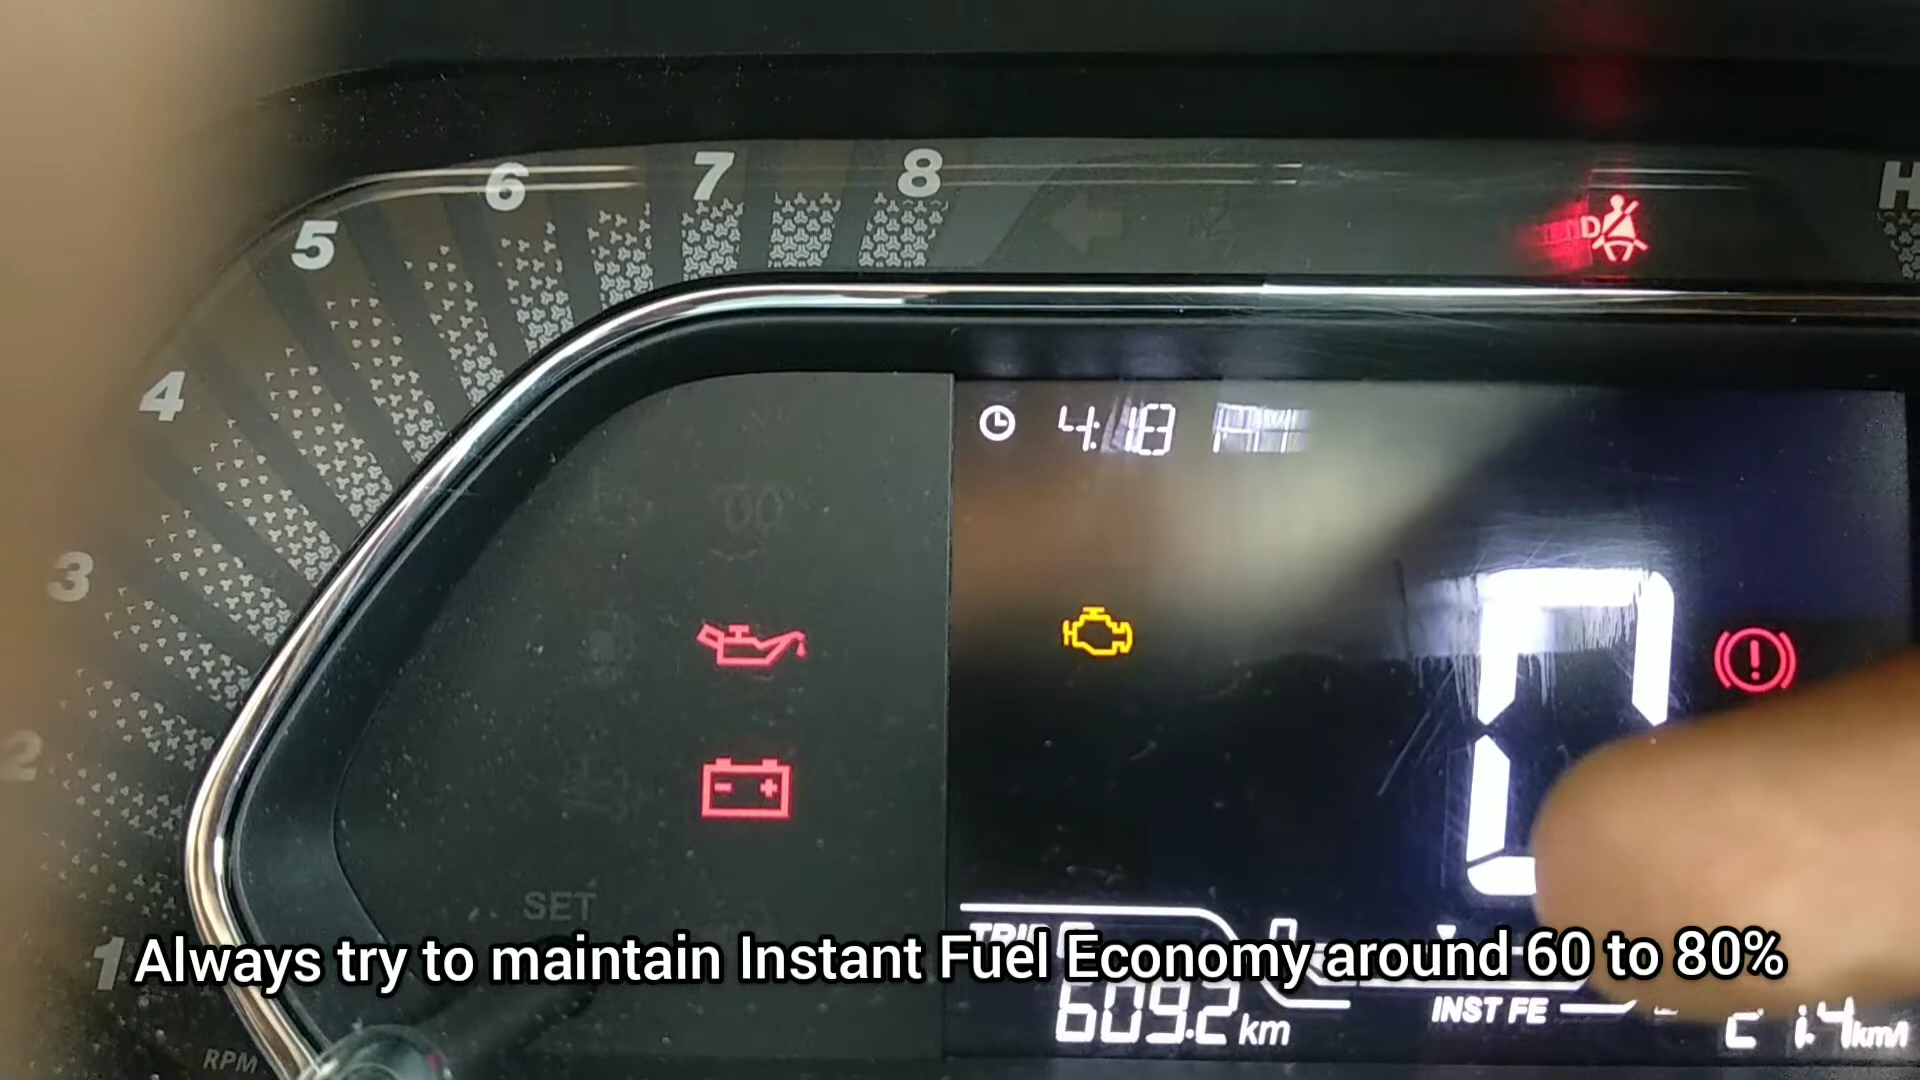 6 7 8
5
H
D
4
4:18
3
2
SET
TRIP
1
Always try to maintain Instant Fuel Economy around 60 to 80%
609.2 km
INST FE
km/l
RPM